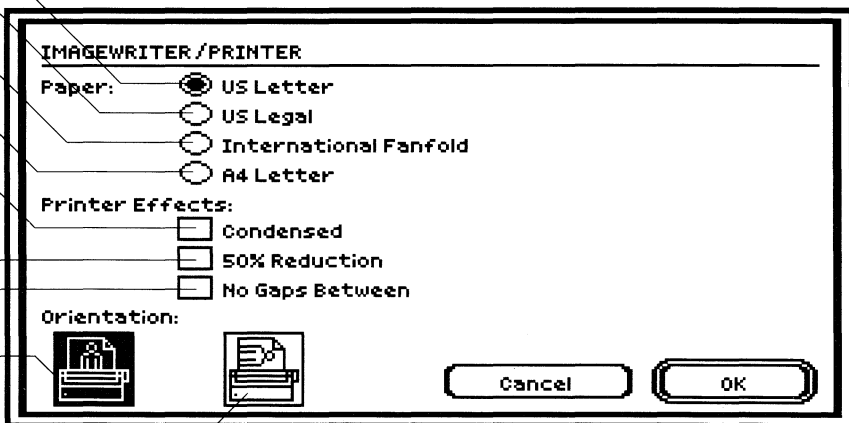 IMAGEWRITER/PRINTER
Paper: US Letter
US Legal
International Fanfold
A4 Letter
Printer Effects:
Condensed
50% Reduction
No Gaps Between
Orientation:
Cancel OK